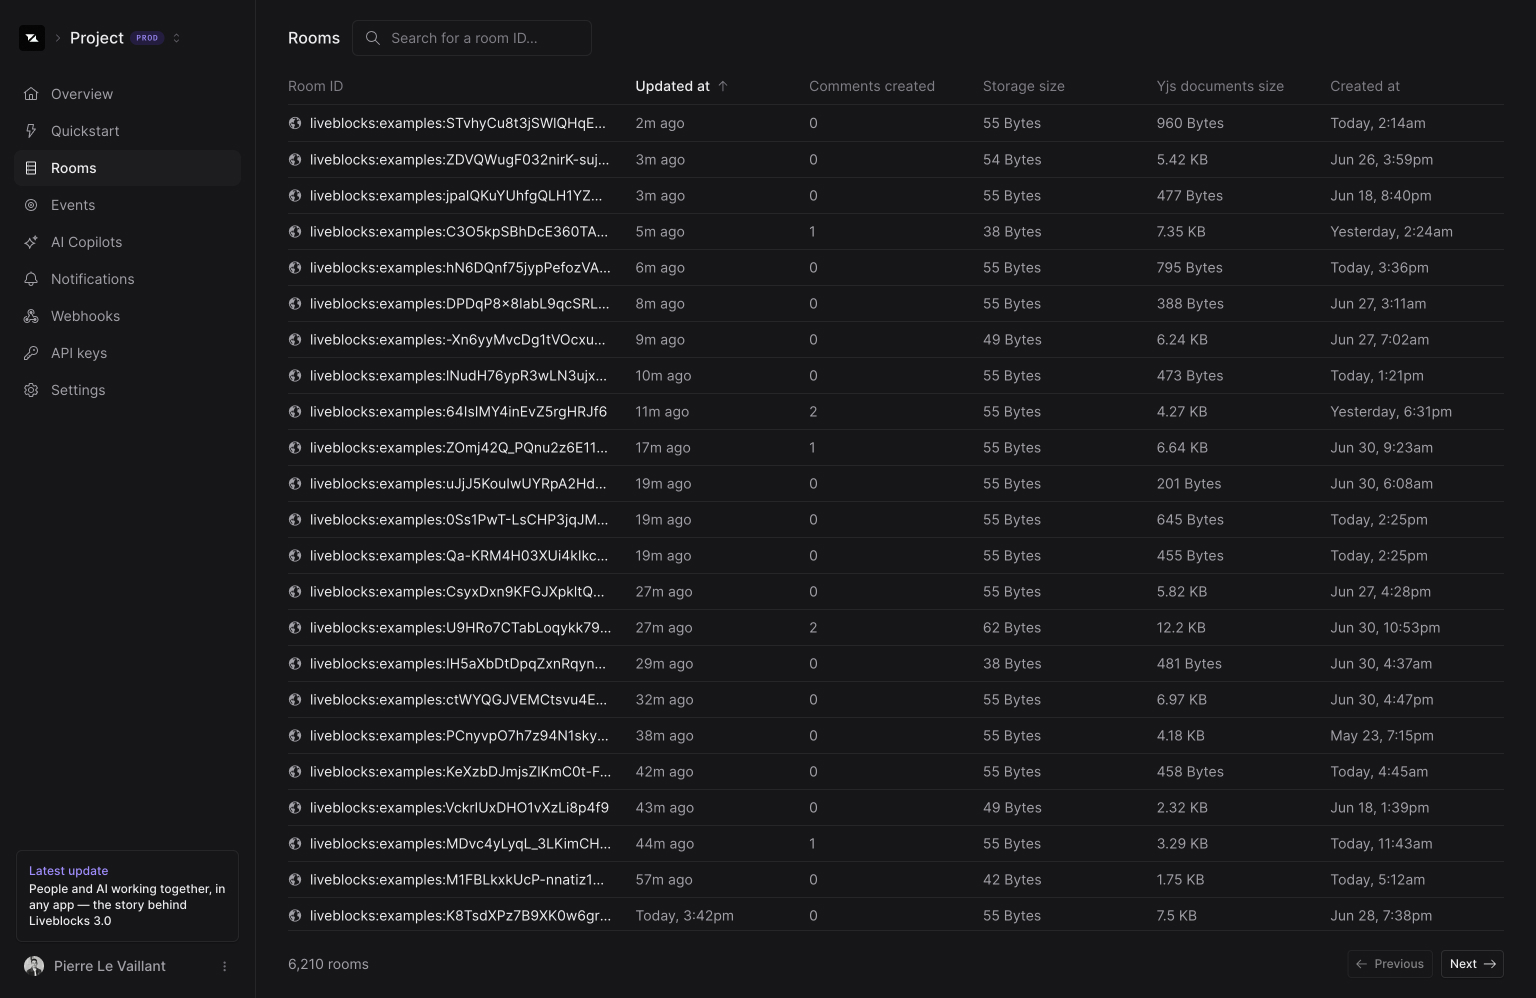 Project PROD
Overview
Quickstart
Rooms
Events
AI Copilots
Notifications
Webhooks
API keys
Settings
Latest update
People and AI working together, in
any app — the story behind
Liveblocks 3.0
Pierre Le Vaillant
Rooms Search for a room ID...
Room ID Updated at ↑ Comments created Storage size Yjs documents size Created at
liveblocks:examples:STvhyCu8t3jSWlQHqE... 2m ago 0 55 Bytes 960 Bytes Today, 2:14am
liveblocks:examples:ZDVQWugF032nirK-suj... 3m ago 0 54 Bytes 5.42 KB Jun 26, 3:59pm
liveblocks:examples:jpaIQKuYUhfgQLH1YZ... 3m ago 0 55 Bytes 477 Bytes Jun 18, 8:40pm
liveblocks:examples:C3O5kpSBhDcE360TA... 5m ago 1 38 Bytes 7.35 KB Yesterday, 2:24am
liveblocks:examples:hN6DQnf75jypPefozVA... 6m ago 0 55 Bytes 795 Bytes Today, 3:36pm
liveblocks:examples:DPDqP8x8IabL9qcSRL... 8m ago 0 55 Bytes 388 Bytes Jun 27, 3:11am
liveblocks:examples:-Xn6yyMvcDg1tVOcxu... 9m ago 0 49 Bytes 6.24 KB Jun 27, 7:02am
liveblocks:examples:lNudH76ypR3wLN3ujx... 10m ago 0 55 Bytes 473 Bytes Today, 1:21pm
liveblocks:examples:64IsIMY4inEvZ5rgHRJf6 11m ago 2 55 Bytes 4.27 KB Yesterday, 6:31pm
liveblocks:examples:ZOmj42Q_PQnu2z6E11... 17m ago 1 55 Bytes 6.64 KB Jun 30, 9:23am
liveblocks:examples:uJjJ5KouIwUYRpA2Hd... 19m ago 0 55 Bytes 201 Bytes Jun 30, 6:08am
liveblocks:examples:0Ss1PwT-LsCHP3jqJM... 19m ago 0 55 Bytes 645 Bytes Today, 2:25pm
liveblocks:examples:Qa-KRM4H03XUi4kIkc... 19m ago 0 55 Bytes 455 Bytes Today, 2:25pm
liveblocks:examples:CsyxDxn9KFGJXpkItQ... 27m ago 0 55 Bytes 5.82 KB Jun 27, 4:28pm
liveblocks:examples:U9HRo7CTabLoqykk79... 27m ago 2 62 Bytes 12.2 KB Jun 30, 10:53pm
liveblocks:examples:lH5aXbDtDpqZxnRqyn... 29m ago 0 38 Bytes 481 Bytes Jun 30, 4:37am
liveblocks:examples:ctWYQGJVEMCtsvu4E... 32m ago 0 55 Bytes 6.97 KB Jun 30, 4:47pm
liveblocks:examples:PCnyvpO7h7z94N1sky... 38m ago 0 55 Bytes 4.18 KB May 23, 7:15pm
liveblocks:examples:KeXzbDJmjsZlKmC0t-F... 42m ago 0 55 Bytes 458 Bytes Today, 4:45am
liveblocks:examples:VckrIUxDHO1vXzLi8p4f9 43m ago 0 49 Bytes 2.32 KB Jun 18, 1:39pm
liveblocks:examples:MDvc4yLyqL_3LKimCH... 44m ago 1 55 Bytes 3.29 KB Today, 11:43am
liveblocks:examples:M1FBLkxkUcP-nnatiz1... 57m ago 0 42 Bytes 1.75 KB Today, 5:12am
liveblocks:examples:K8TsdXPz7B9XK0w6gr... Today, 3:42pm 0 55 Bytes 7.5 KB Jun 28, 7:38pm
6,210 rooms ← Previous Next →